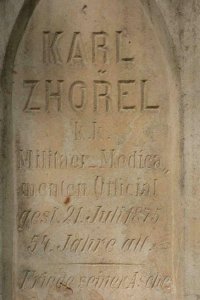 KARL
ZHOŘEL
k.k.
Militaer-Medica,
menten Official
gest. 21. Juli 1875
54 Jahre alt.
Friede seiner Asche